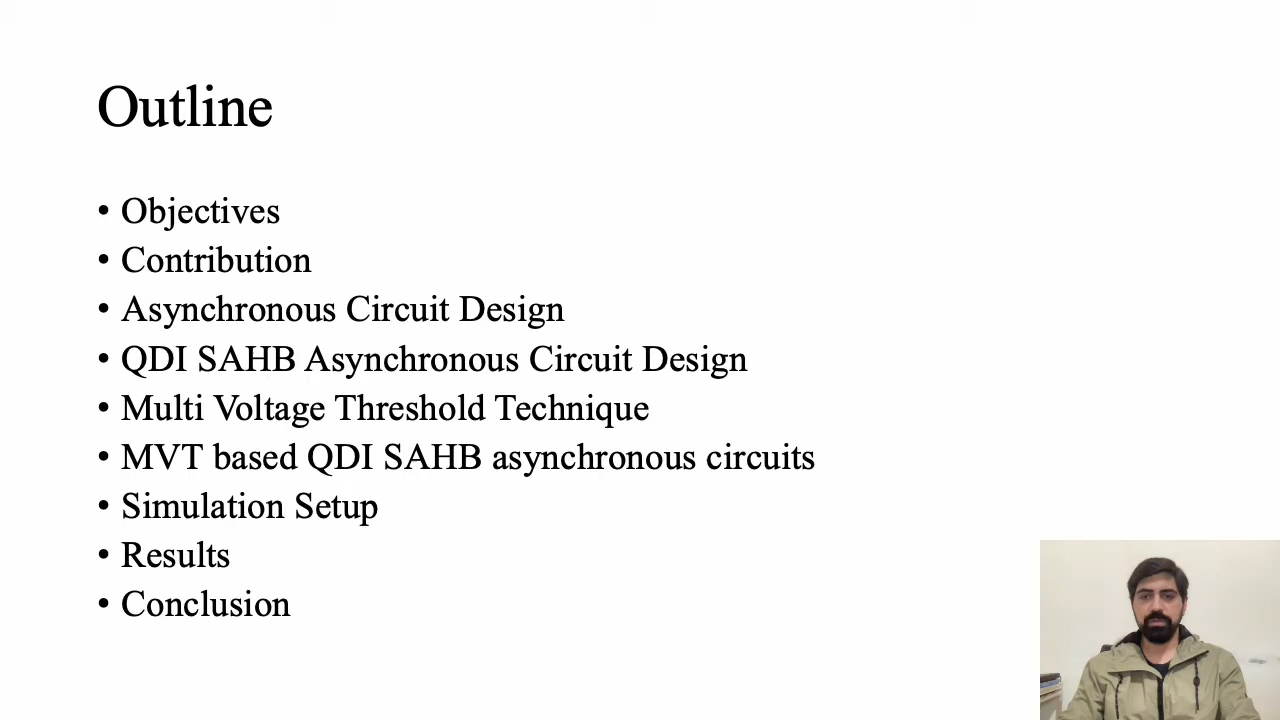 Outline
• Objectives
• Contribution
• Asynchronous Circuit Design
• QDI SAHB Asynchronous Circuit Design
• Multi Voltage Threshold Technique
• MVT based QDI SAHB asynchronous circuits
• Simulation Setup
• Results
• Conclusion